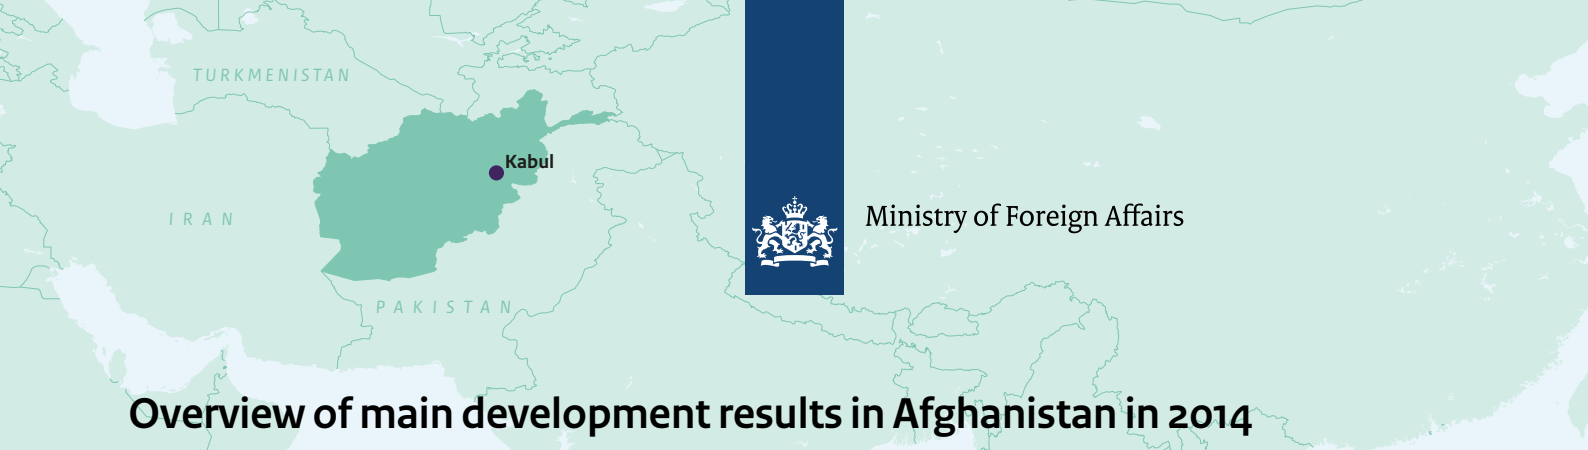 TURKMENISTAN
Kabul
IRAN
Ministry of Foreign Affairs
PAKISTAN
Overview of main development results in Afghanistan in 2014